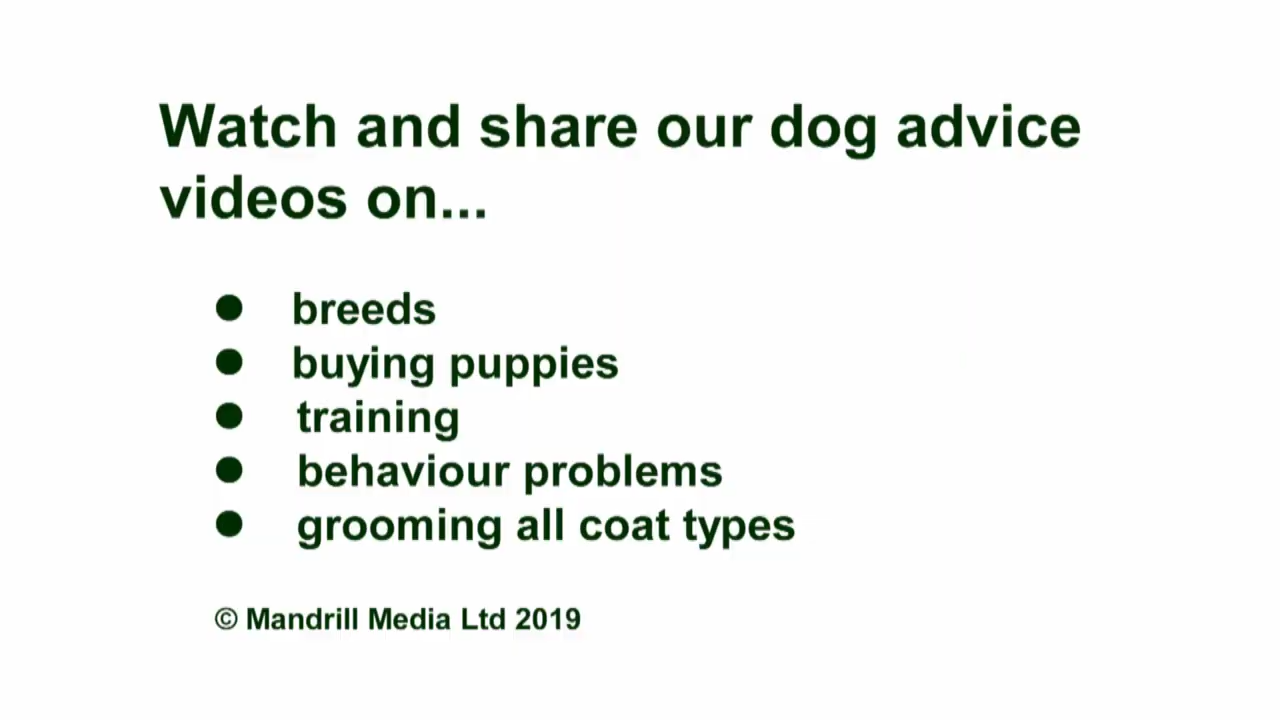 Watch and share our dog advice
videos on...
● breeds
● buying puppies
● training
● behaviour problems
● grooming all coat types
© Mandrill Media Ltd 2019